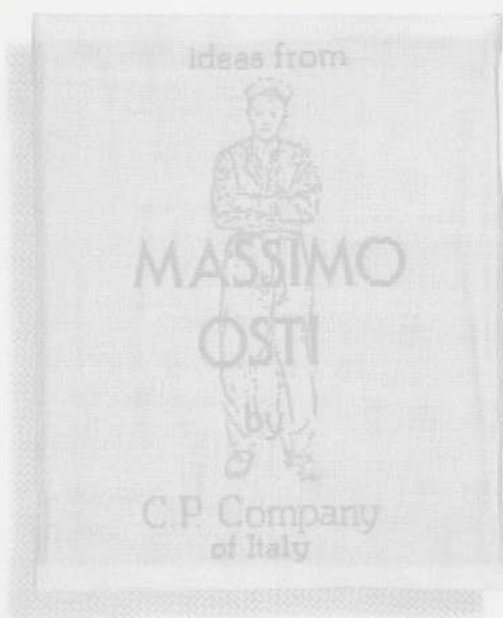 ideas from
MASSIMO
OSTI
by
C.P. Company
of Italy